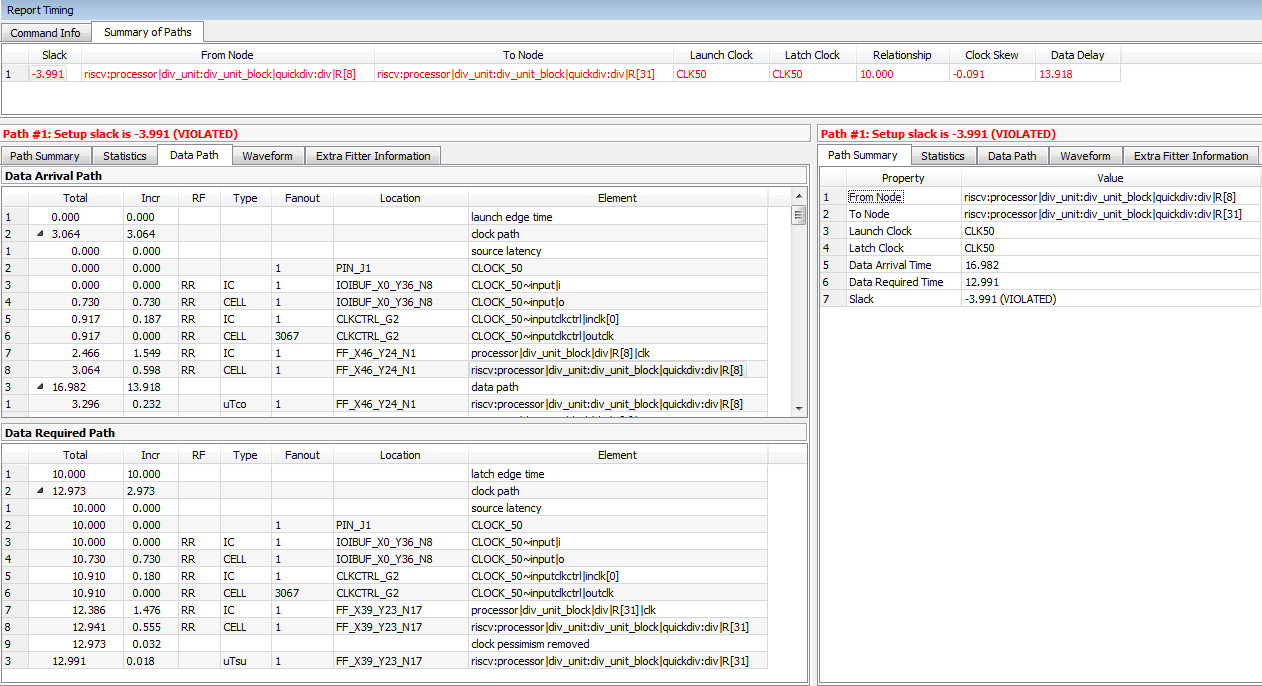 Report Timing
Command Info Summary of Paths
Slack From Node To Node Launch Clock Latch Clock Relationship Clock Skew Data Delay
1 -3.991 riscv:processor|div_unit:div_unit_block|quickdiv:div|R[8] riscv:processor|div_unit:div_unit_block|quickdiv:div|R[31] CLK50 CLK50 10.000 -0.091 13.918
Path #1: Setup slack is -3.991 (VIOLATED)
Path Summary Statistics Data Path Waveform Extra Fitter Information
Data Arrival Path
Total Incr RF Type Fanout Location Element
1 0.000 0.000 launch edge time
2 3.064 3.064 clock path
1 0.000 0.000 source latency
2 0.000 0.000 1 PIN_J1 CLOCK_50
3 0.000 0.000 RR IC 1 IOIBUF_X0_Y36_N8 CLOCK_50~input|i
4 0.730 0.730 RR CELL 1 IOIBUF_X0_Y36_N8 CLOCK_50~input|o
5 0.917 0.187 RR IC 1 CLKCTRL_G2 CLOCK_50~inputclkctrl|inclk[0]
6 0.917 0.000 RR CELL 3067 CLKCTRL_G2 CLOCK_50~inputclkctrl|outclk
7 2.466 1.549 RR IC 1 FF_X46_Y24_N1 processor|div_unit_block|div|R[8]|clk
8 3.064 0.598 RR CELL 1 FF_X46_Y24_N1 riscv:processor|div_unit:div_unit_block|quickdiv:div|R[8]
3 16.982 13.918 data path
1 3.296 0.232 uTco 1 FF_X46_Y24_N1 riscv:processor|div_unit:div_unit_block|quickdiv:div|R[8]
Data Required Path
Total Incr RF Type Fanout Location Element
1 10.000 10.000 latch edge time
2 12.973 2.973 clock path
1 10.000 0.000 source latency
2 10.000 0.000 1 PIN_J1 CLOCK_50
3 10.000 0.000 RR IC 1 IOIBUF_X0_Y36_N8 CLOCK_50~input|i
4 10.730 0.730 RR CELL 1 IOIBUF_X0_Y36_N8 CLOCK_50~input|o
5 10.910 0.180 RR IC 1 CLKCTRL_G2 CLOCK_50~inputclkctrl|inclk[0]
6 10.910 0.000 RR CELL 3067 CLKCTRL_G2 CLOCK_50~inputclkctrl|outclk
7 12.386 1.476 RR IC 1 FF_X39_Y23_N17 processor|div_unit_block|div|R[31]|clk
8 12.941 0.555 RR CELL 1 FF_X39_Y23_N17 riscv:processor|div_unit:div_unit_block|quickdiv:div|R[31]
9 12.973 0.032 clock pessimism removed
3 12.991 0.018 uTsu 1 FF_X39_Y23_N17 riscv:processor|div_unit:div_unit_block|quickdiv:div|R[31]
Path #1: Setup slack is -3.991 (VIOLATED)
Path Summary Statistics Data Path Waveform Extra Fitter Information
Property Value
1 From Node riscv:processor|div_unit:div_unit_block|quickdiv:div|R[8]
2 To Node riscv:processor|div_unit:div_unit_block|quickdiv:div|R[31]
3 Launch Clock CLK50
4 Latch Clock CLK50
5 Data Arrival Time 16.982
6 Data Required Time 12.991
7 Slack -3.991 (VIOLATED)